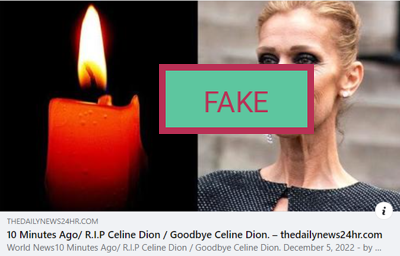 FAKE
THEDAILYNEWS24HR.COM
10 Minutes Ago/ R.I.P Celine Dion / Goodbye Celine Dion. – thedailynews24hr.com
World News10 Minutes Ago/ R.I.P Celine Dion / Goodbye Celine Dion. December 5, 2022 - by ...